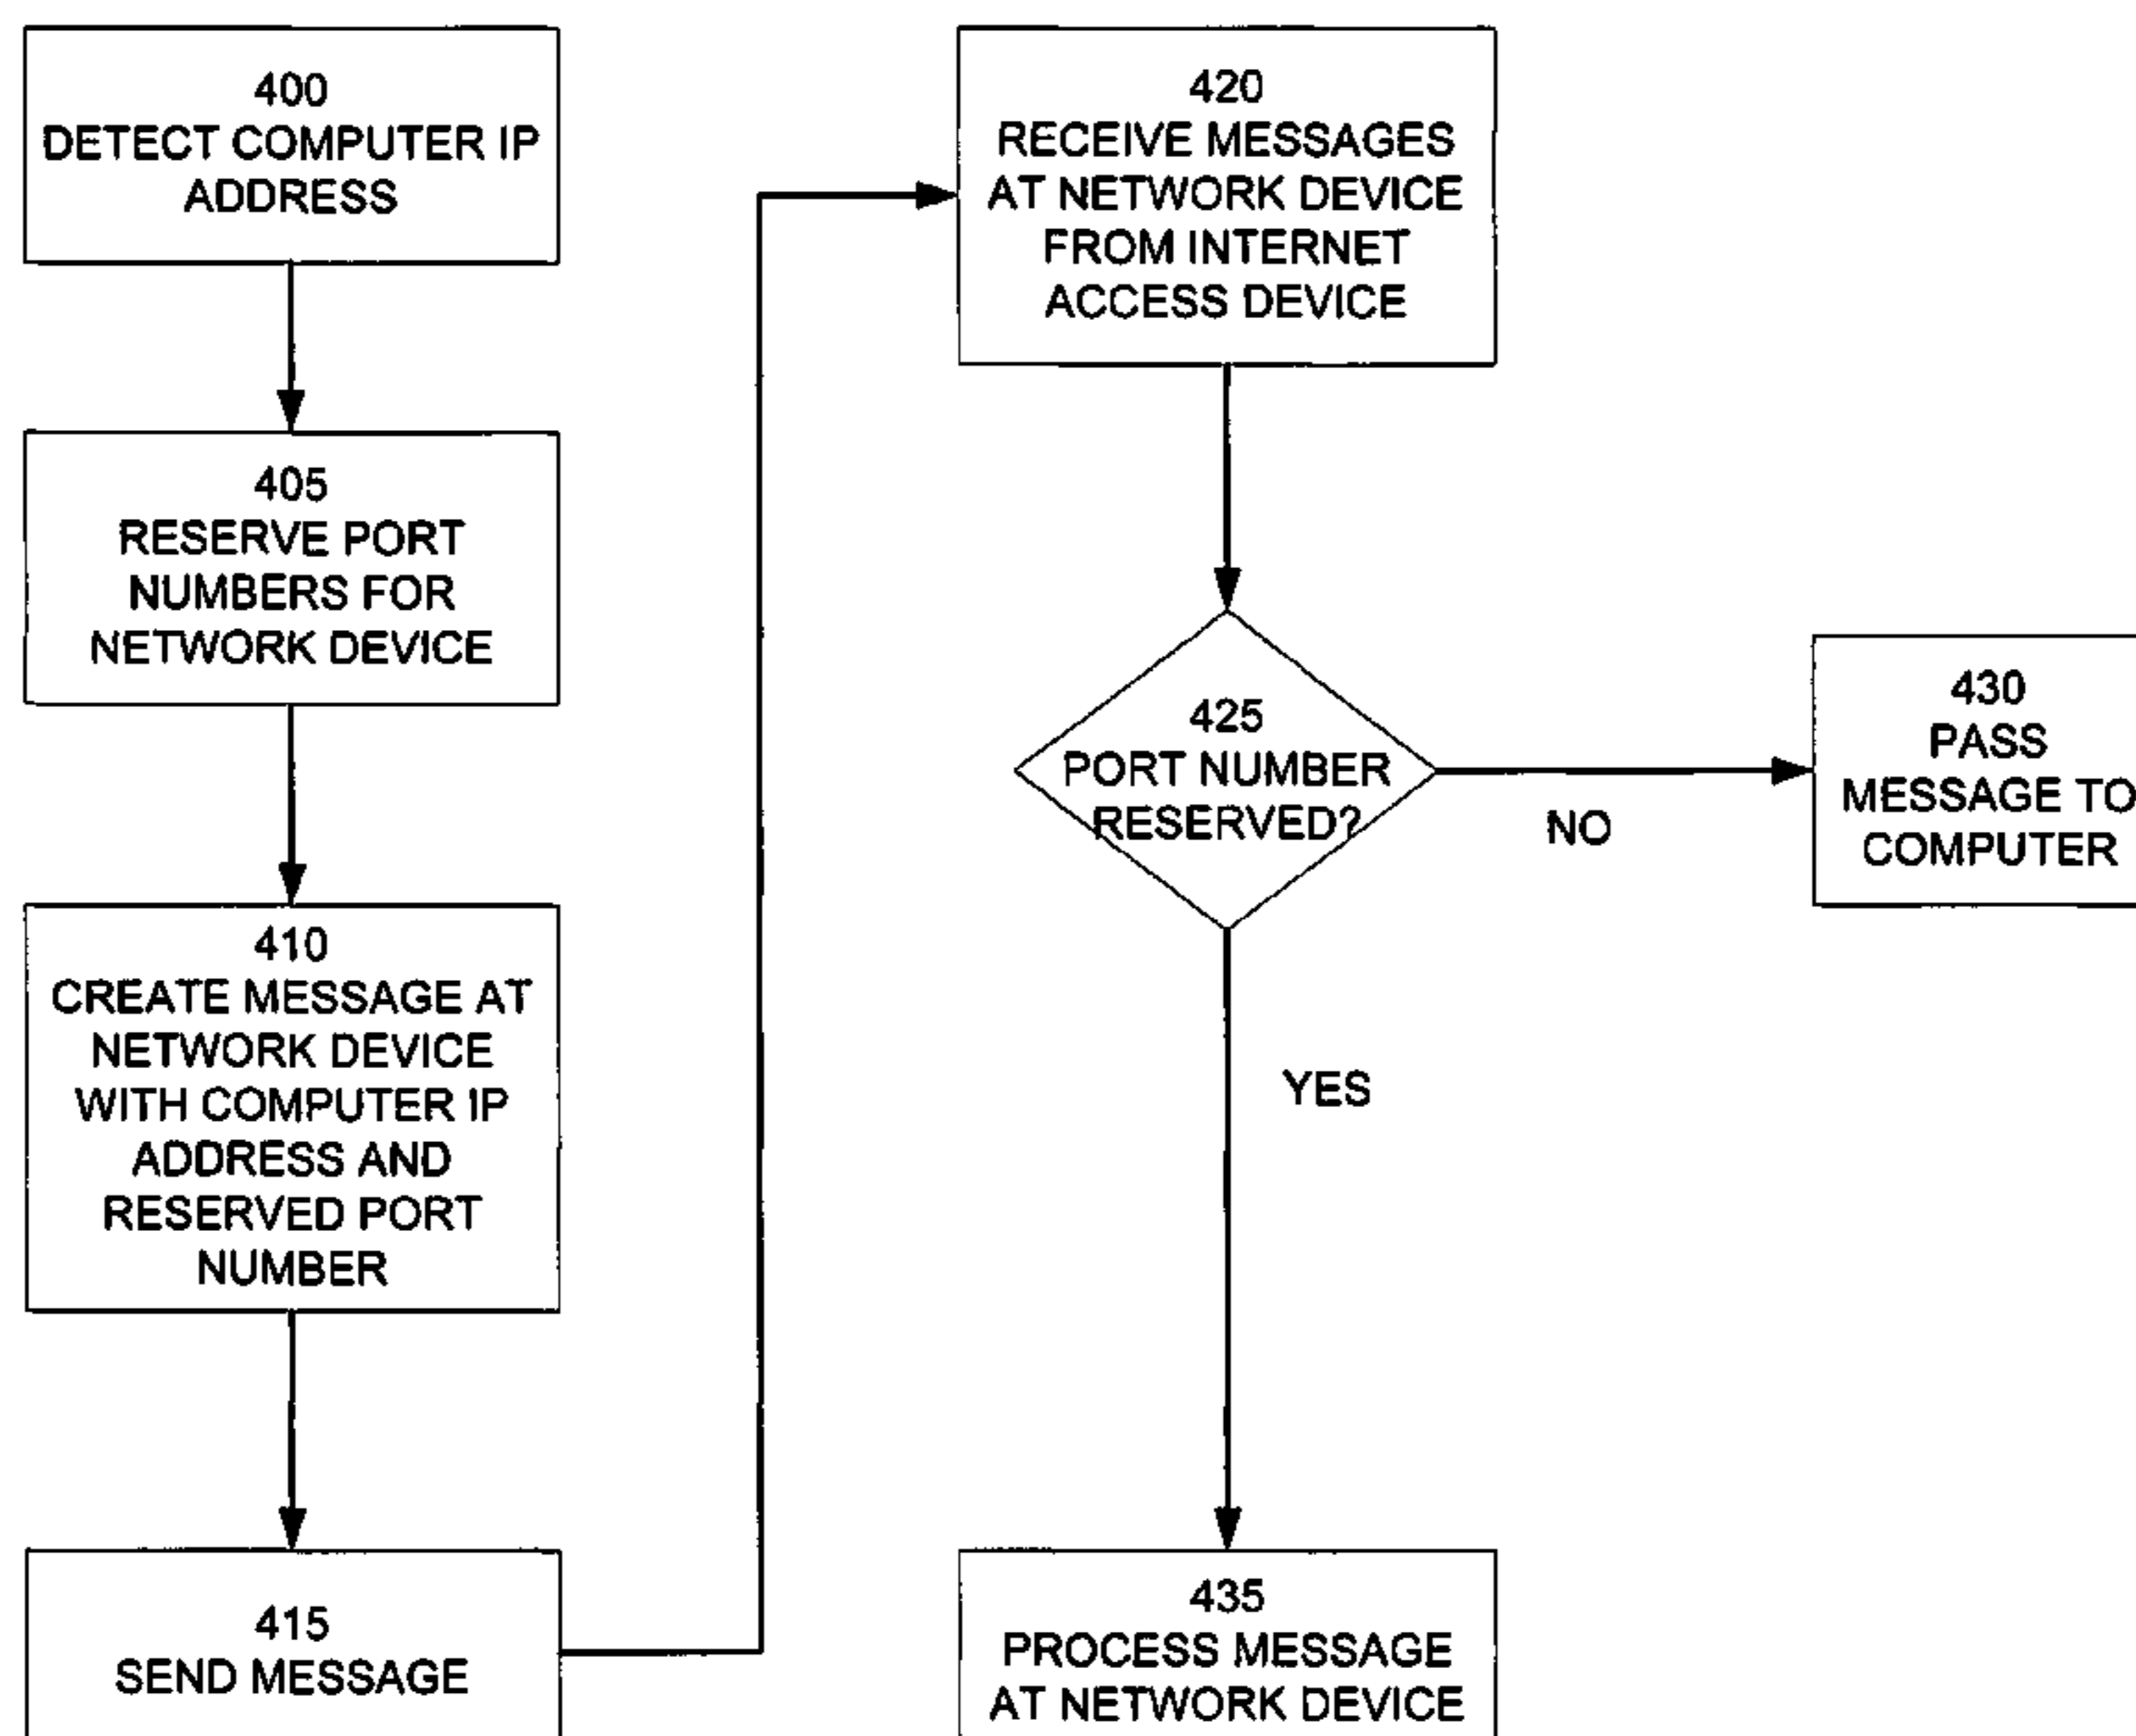 400
DETECT COMPUTER IP
ADDRESS
405
RESERVE PORT
NUMBERS FOR
NETWORK DEVICE
410
CREATE MESSAGE AT
NETWORK DEVICE
WITH COMPUTER IP
ADDRESS AND
RESERVED PORT
NUMBER
415
SEND MESSAGE
420
RECEIVE MESSAGES
AT NETWORK DEVICE
FROM INTERNET
ACCESS DEVICE
425
PORT NUMBER
RESERVED?
NO
430
PASS
MESSAGE TO
COMPUTER
YES
435
PROCESS MESSAGE
AT NETWORK DEVICE